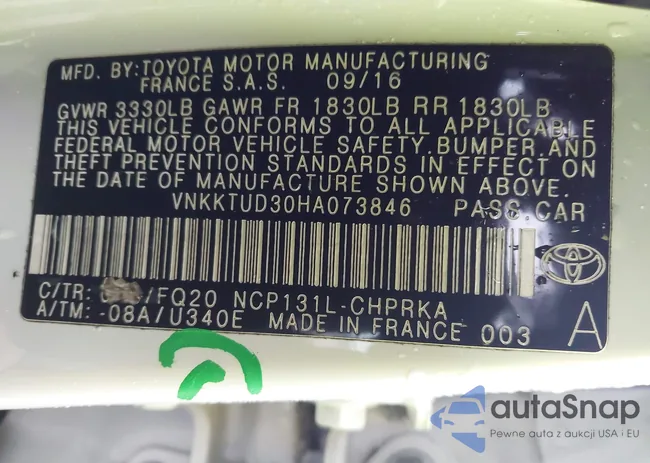 MFD. BY:TOYOTA MOTOR MANUFACTURING
FRANCE S.A.S. 09/16
GVWR 3330LB GAWR FR 1830LB RR 1830LB
THIS VEHICLE CONFORMS TO ALL APPLICABLE
FEDERAL MOTOR VEHICLE SAFETY,BUMPER,AND
THEFT PREVENTION STANDARDS IN EFFECT ON
THE DATE OF MANUFACTURE SHOWN ABOVE.
VNKKTUD30HA073846 PASS.CAR
C/TR: /FQ20 NCP131L-CHPRKA
A/TM: -08A/U340E MADE IN FRANCE 003 A
autaSnap
Pewne auta z aukcji USA i EU